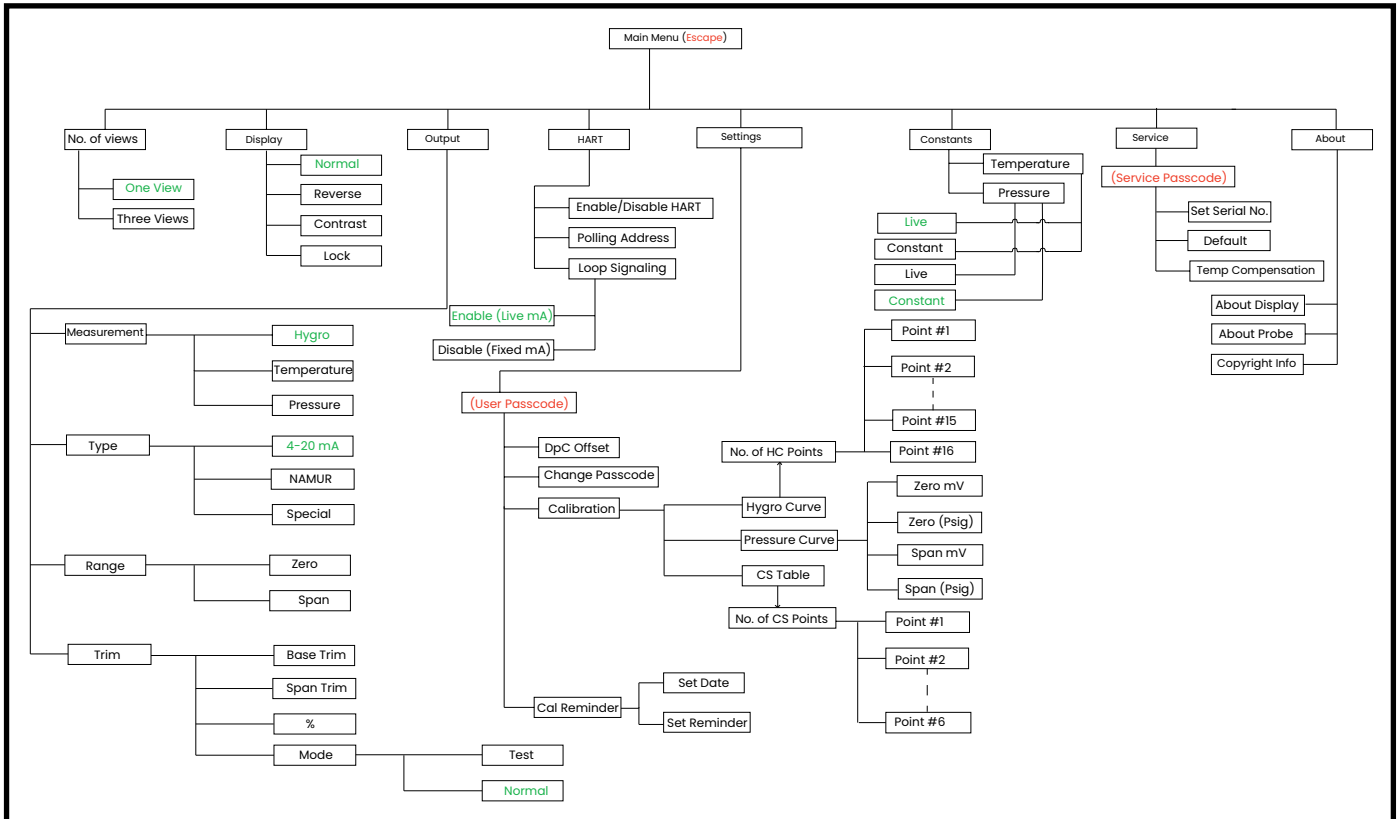 Main Menu (Escape)
No. of views
One View
Three Views
Display
Normal
Reverse
Contrast
Lock
Output
Measurement
Hygro
Temperature
Pressure
Type
4-20 mA
NAMUR
Special
Range
Zero
Span
Trim
Base Trim
Span Trim
%
Mode
Test
Normal
HART
Enable/Disable HART
Polling Address
Loop Signaling
Enable (Live mA)
Disable (Fixed mA)
Settings
(User Passcode)
DpC Offset
Change Passcode
Calibration
Hygro Curve
No. of HC Points
Point #1
Point #2
Point #15
Point #16
Pressure Curve
Zero mV
Zero (Psig)
Span mV
Span (Psig)
CS Table
No. of CS Points
Point #1
Point #2
Point #6
Cal Reminder
Set Date
Set Reminder
Constants
Temperature
Pressure
Live
Constant
Live
Constant
Service
(Service Passcode)
Set Serial No.
Default
Temp Compensation
About
About Display
About Probe
Copyright Info